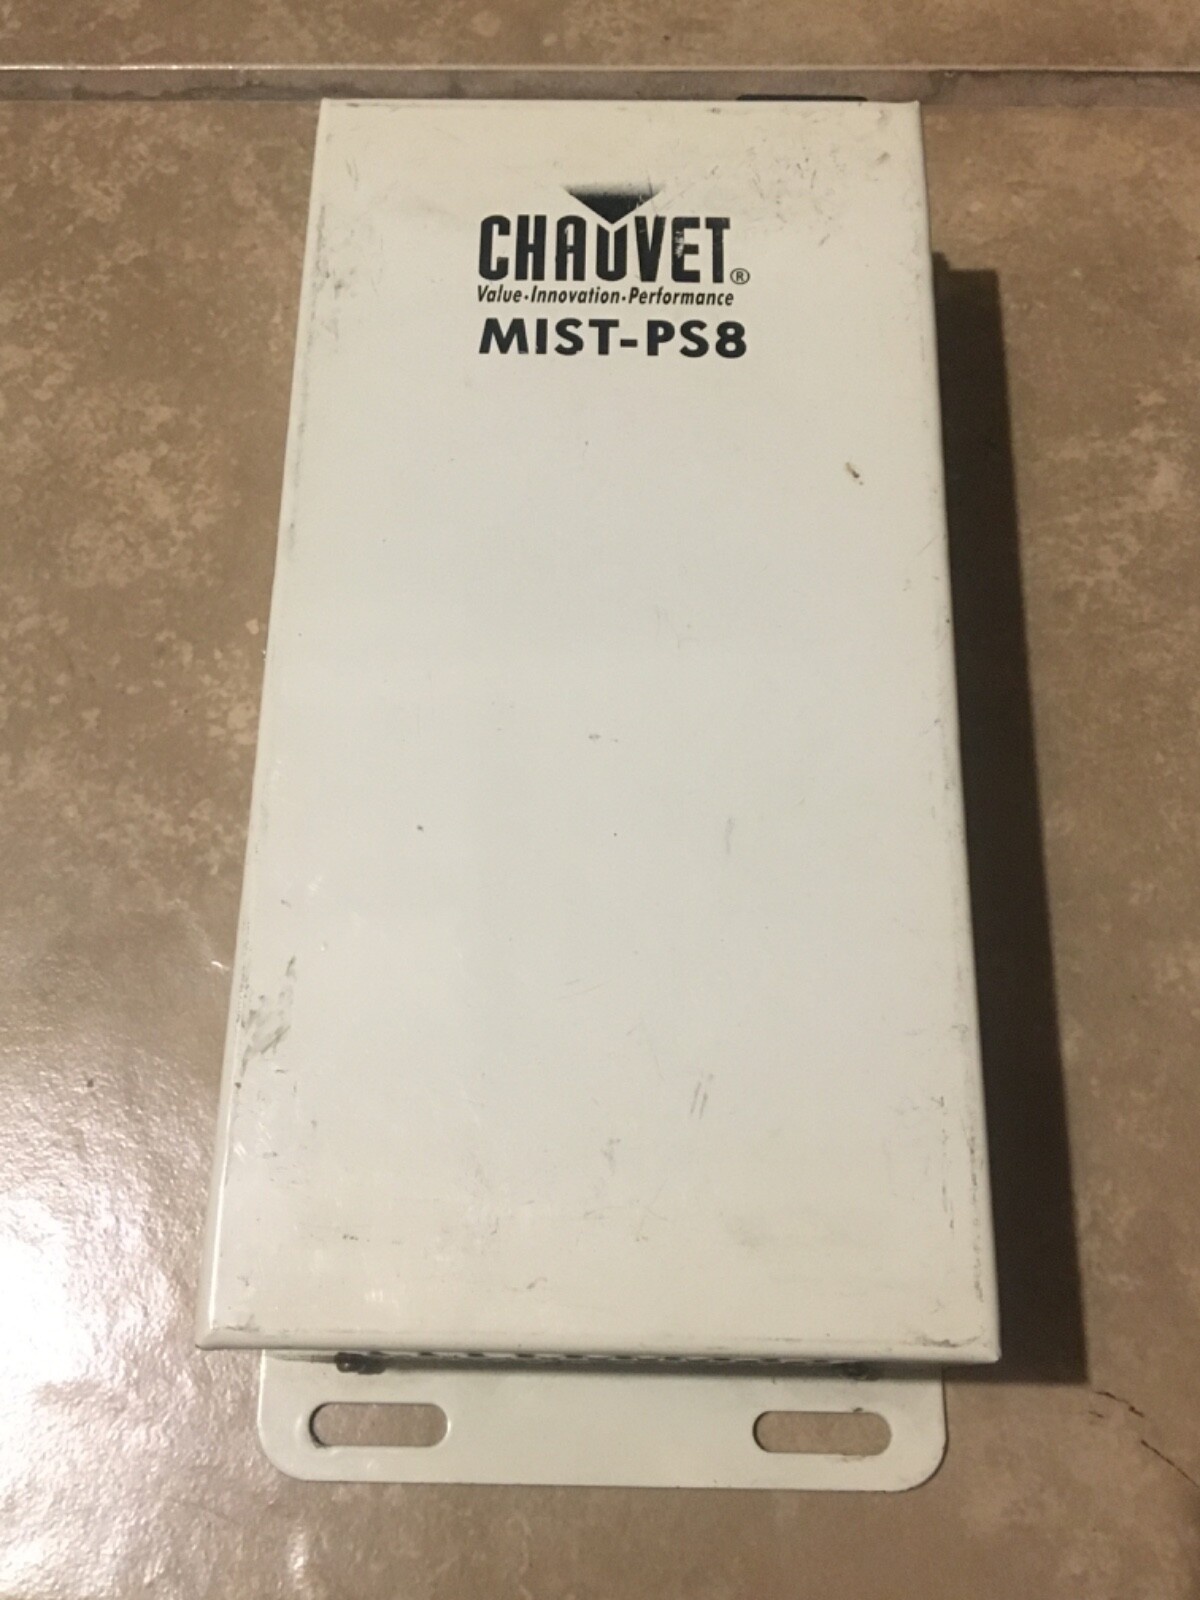 CHAUVET®
Value·Innovation·Performance
MIST-PS8